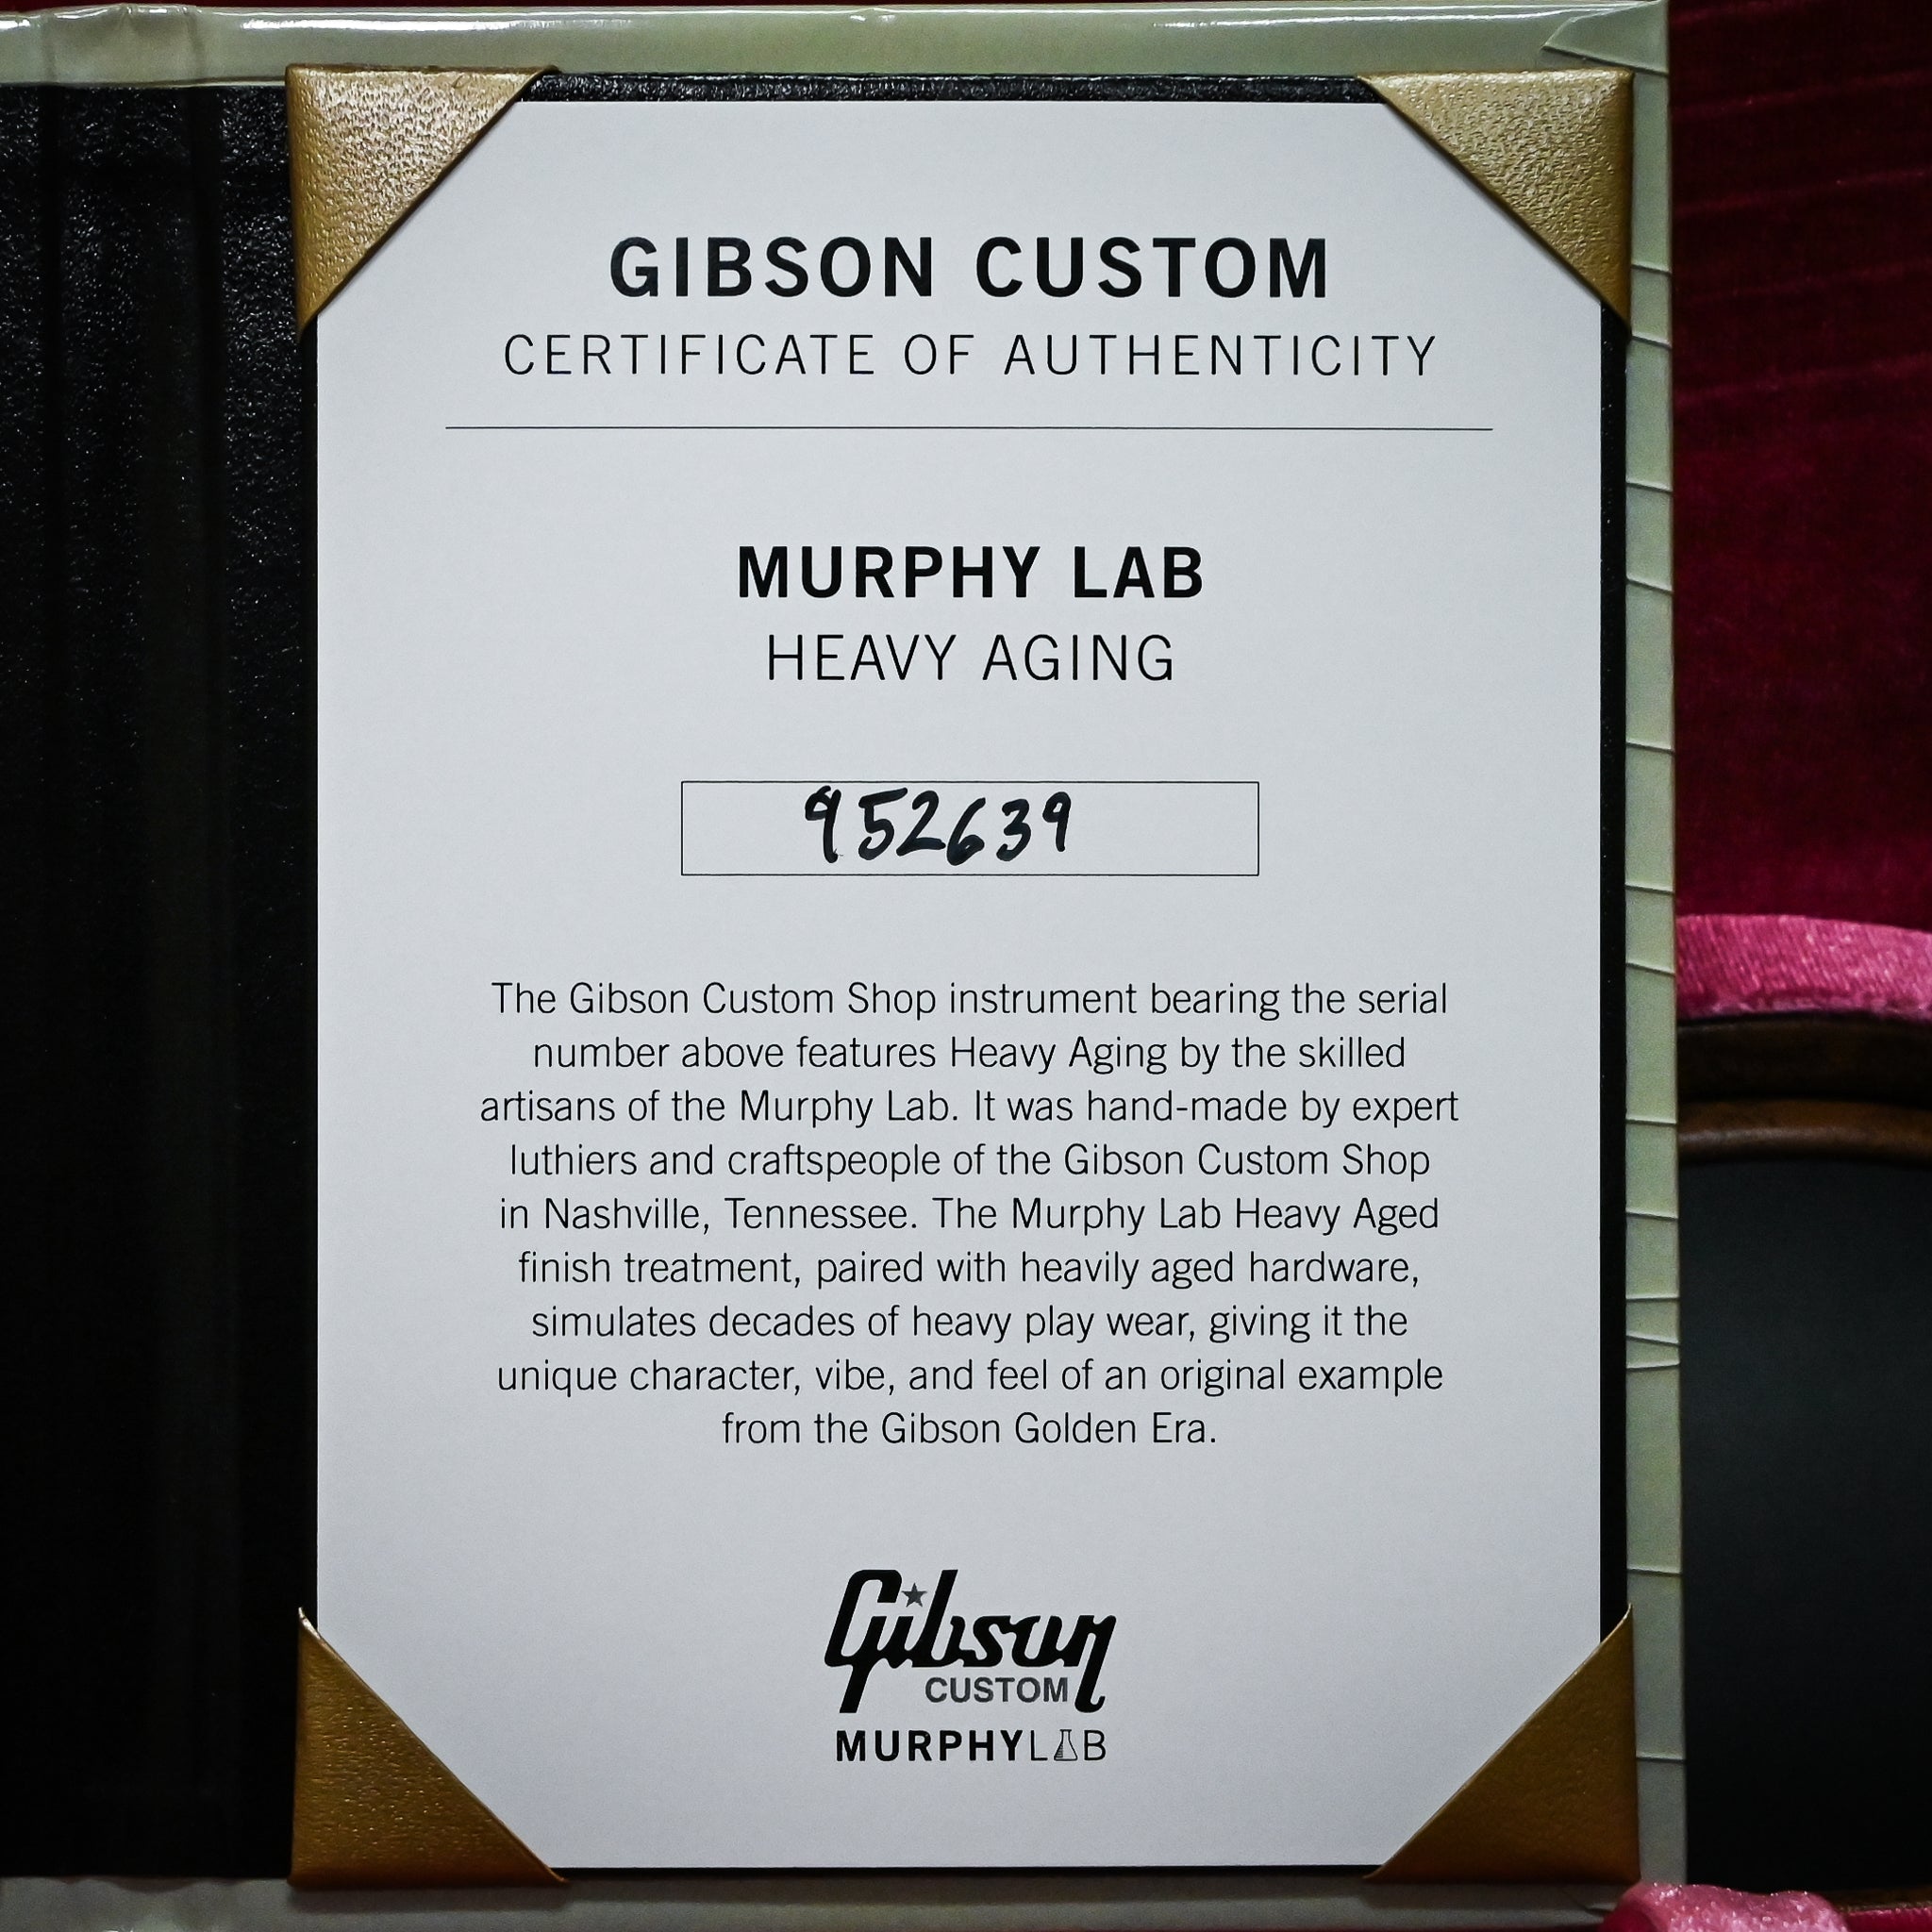 GIBSON CUSTOM
CERTIFICATE OF AUTHENTICITY
MURPHY LAB
HEAVY AGING
952639
The Gibson Custom Shop instrument bearing the serial
number above features Heavy Aging by the skilled
artisans of the Murphy Lab. It was hand-made by expert
luthiers and craftspeople of the Gibson Custom Shop
in Nashville, Tennessee. The Murphy Lab Heavy Aged
finish treatment, paired with heavily aged hardware,
simulates decades of heavy play wear, giving it the
unique character, vibe, and feel of an original example
from the Gibson Golden Era.
Gibson
CUSTOM
MURPHYLAB